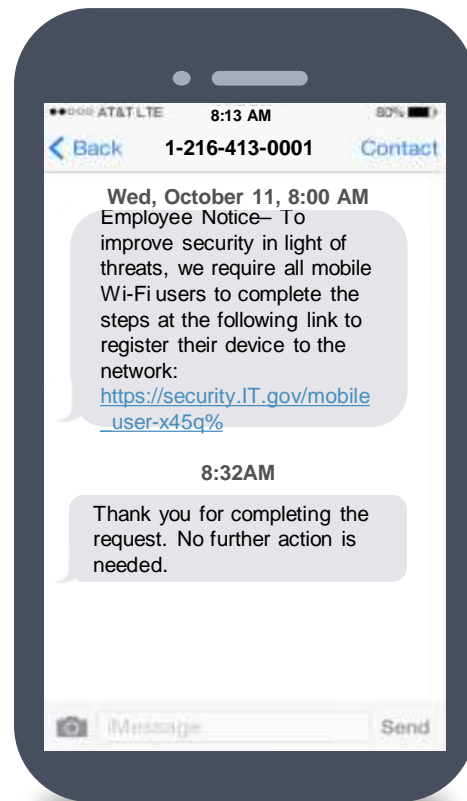 ●●○○○ AT&T LTE 8:13 AM 80%
Back 1-216-413-0001 Contact
Wed, October 11, 8:00 AM
Employee Notice– To
improve security in light of
threats, we require all mobile
Wi-Fi users to complete the
steps at the following link to
register their device to the
network:
https://security.IT.gov/mobile
_user-x45q%
8:32AM
Thank you for completing the
request. No further action is
needed.
iMessage Send